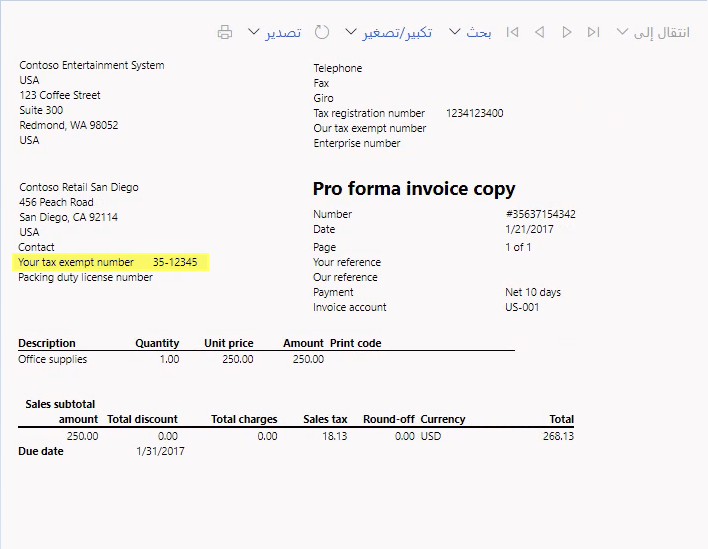 انتقال إلى بحث تكبير/تصغير تصدير
Contoso Entertainment System
USA
123 Coffee Street
Suite 300
Redmond, WA 98052
USA
Telephone
Fax
Giro
Tax registration number 1234123400
Our tax exempt number
Enterprise number
Contoso Retail San Diego
456 Peach Road
San Diego, CA 92114
USA
Contact
Your tax exempt number 35-12345
Packing duty license number
Pro forma invoice copy
Number #35637154342
Date 1/21/2017
Page 1 of 1
Your reference
Our reference
Payment Net 10 days
Invoice account US-001
Description Quantity Unit price Amount Print code
Office supplies 1.00 250.00 250.00
Sales subtotal
amount Total discount Total charges Sales tax Round-off Currency Total
250.00 0.00 0.00 18.13 0.00 USD 268.13
Due date 1/31/2017